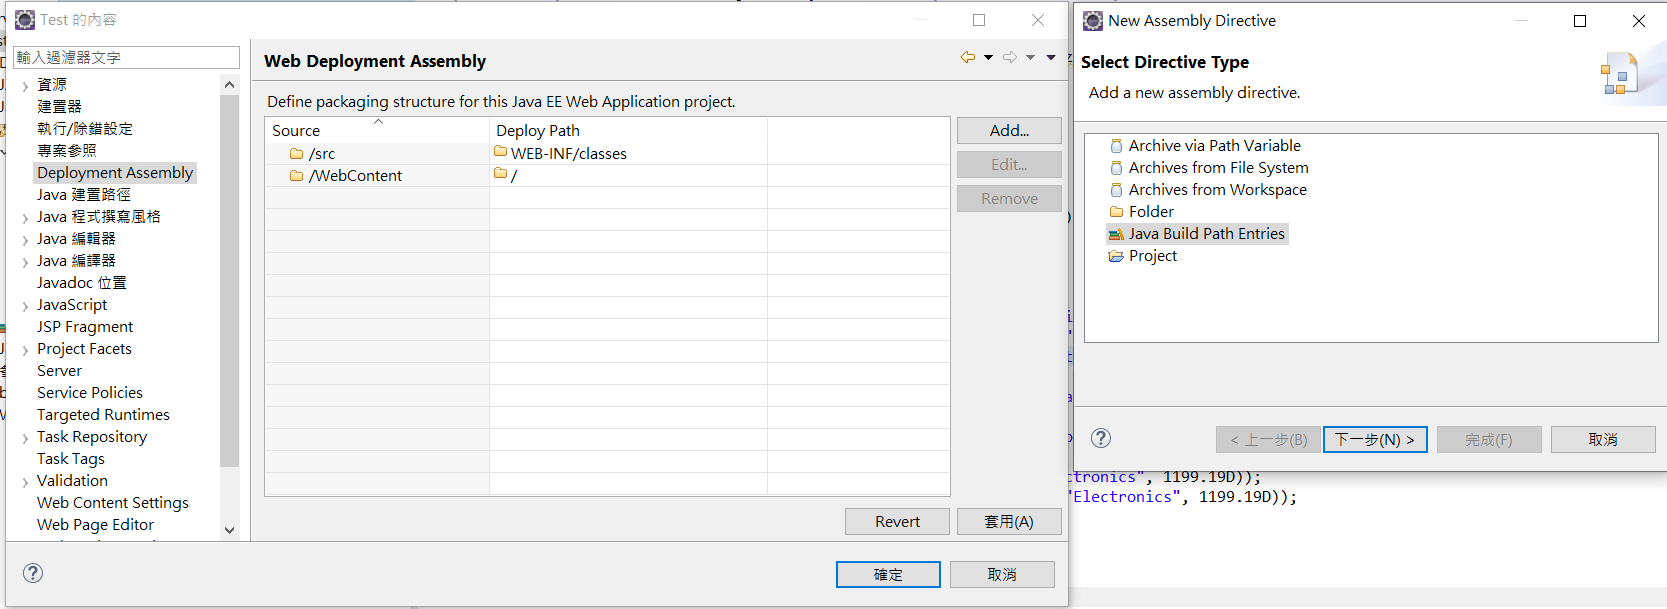 Test 的內容
輸入過濾器文字
資源
建置器
執行/除錯設定
專案參照
Deployment Assembly
Java 建置路徑
Java 程式撰寫風格
Java 編輯器
Java 編譯器
Javadoc 位置
JavaScript
JSP Fragment
Project Facets
Server
Service Policies
Targeted Runtimes
Task Repository
Task Tags
Validation
Web Content Settings
Web Page Editor
Web Deployment Assembly
Define packaging structure for this Java EE Web Application project.
Source Deploy Path
/src WEB-INF/classes
/WebContent /
Add...
Edit...
Remove
Revert 套用(A)
確定 取消
New Assembly Directive
Select Directive Type
Add a new assembly directive.
Archive via Path Variable
Archives from File System
Archives from Workspace
Folder
Java Build Path Entries
Project
< 上一步(B) 下一步(N) > 完成(F) 取消
ctronics", 1199.19D));
"Electronics", 1199.19D));